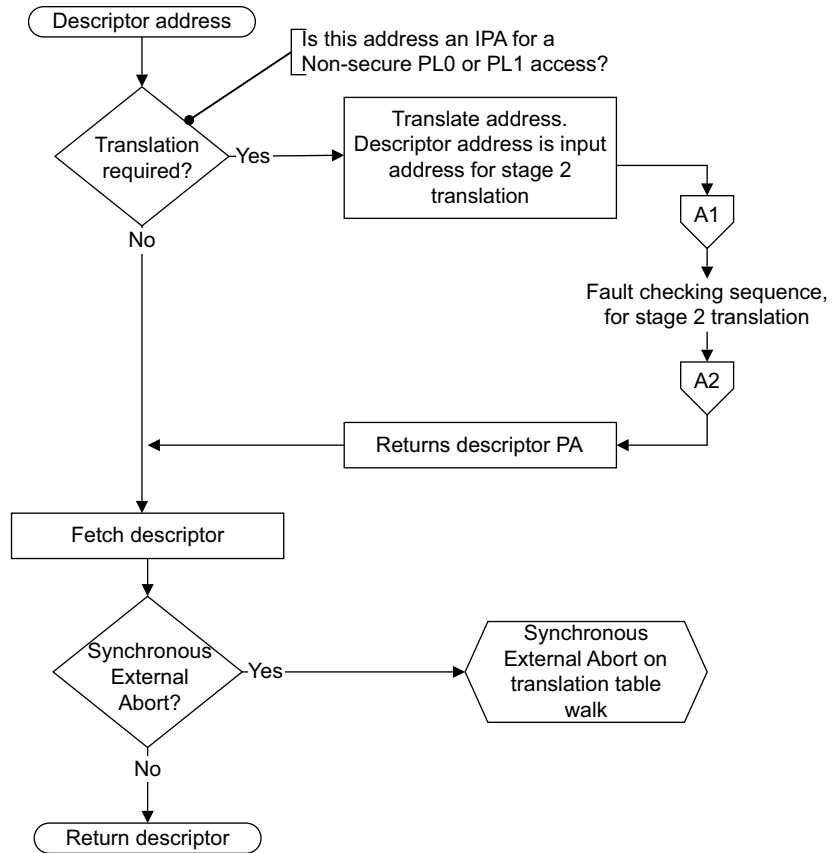 Descriptor address
Is this address an IPA for a
Non-secure PL0 or PL1 access?
Translation
required?
Yes
Translate address.
Descriptor address is input
address for stage 2
translation
A1
No
Fault checking sequence,
for stage 2 translation
A2
Returns descriptor PA
Fetch descriptor
Synchronous
External
Abort?
Yes
Synchronous
External Abort on
translation table
walk
No
Return descriptor